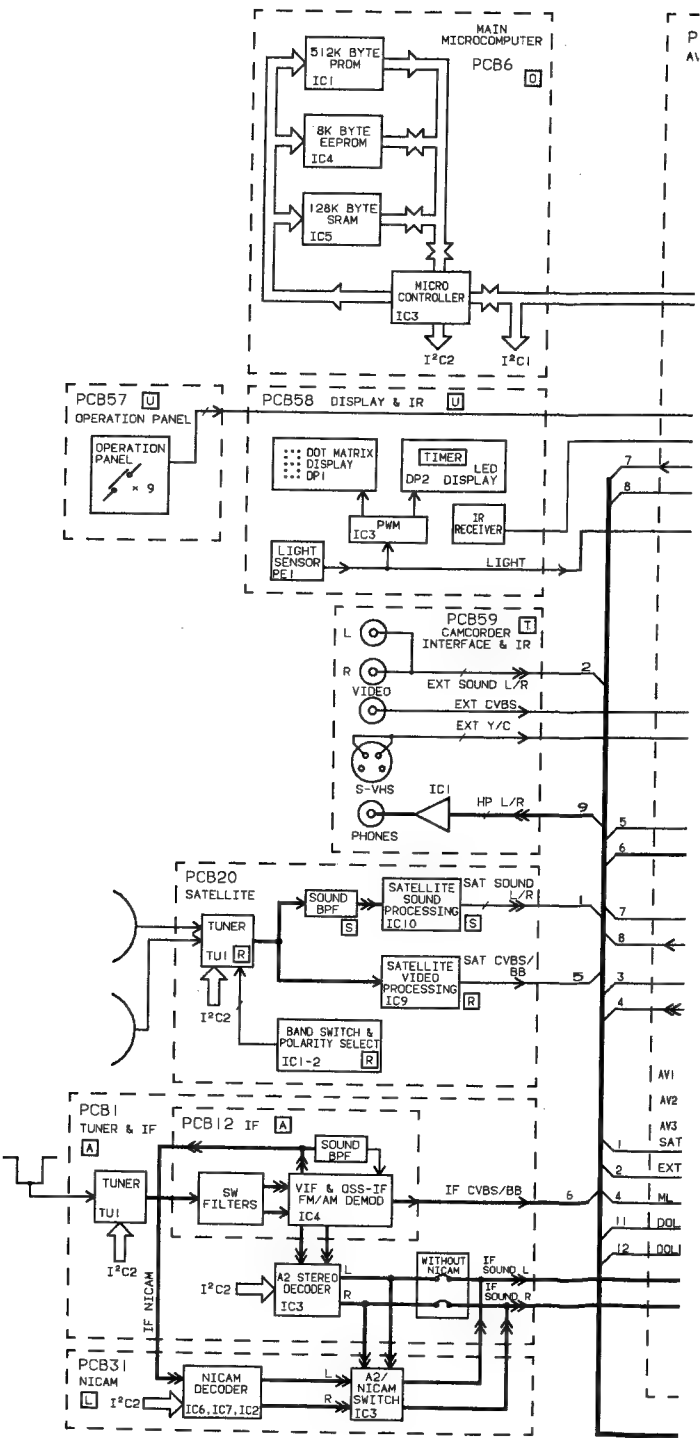 MAIN
MICROCOMPUTER
PCB6
O
512K BYTE
PROM
IC1
8K BYTE
EEPROM
IC4
128K BYTE
SRAM
IC5
MICRO
CONTROLLER
IC3
I²C2
I²C1
P
AV
PCB57 U
OPERATION PANEL
OPERATION
PANEL
× 9
PCB58 DISPLAY & IR U
DOT MATRIX
DISPLAY
DP1
TIMER
LED
DP2 DISPLAY
PWM
IC3
IR
RECEIVER
LIGHT
SENSOR
PE1
LIGHT
7
8
PCB59
CAMCORDER T
INTERFACE & IR
L
R
VIDEO
EXT SOUND L/R
2
EXT CVBS
EXT Y/C
S-VHS
IC1
HP L/R
9
PHONES
5
6
PCB20
SATELLITE
TUNER
TU1 R
I²C2
SOUND
BPF
S
SATELLITE
SOUND
PROCESSING
IC10 S
SAT SOUND
L/R
1
7
8
SATELLITE
VIDEO
PROCESSING
IC9 R
SAT CVBS/
BB
5
3
4
BAND SWITCH &
POLARITY SELECT
IC1-2 R
AV1
AV2
AV3
1 SAT
2 EXT
4 ML
11 DOL
12 DOL
PCB1
TUNER & IF
A
PCB12 IF A
SOUND
BPF
TUNER
TU1
I²C2
SW
FILTERS
VIF & QSS-IF
FM/AM DEMOD
IC4
IF CVBS/BB
6
IF NICAM
I²C2
A2 STEREO
DECODER
IC3
L
R
WITHOUT
NICAM
IF
SOUND L
IF
SOUND R
PCB31
NICAM
L
I²C2
NICAM
DECODER
IC6,IC7,IC2
L
R
A2/
NICAM
SWITCH
IC3